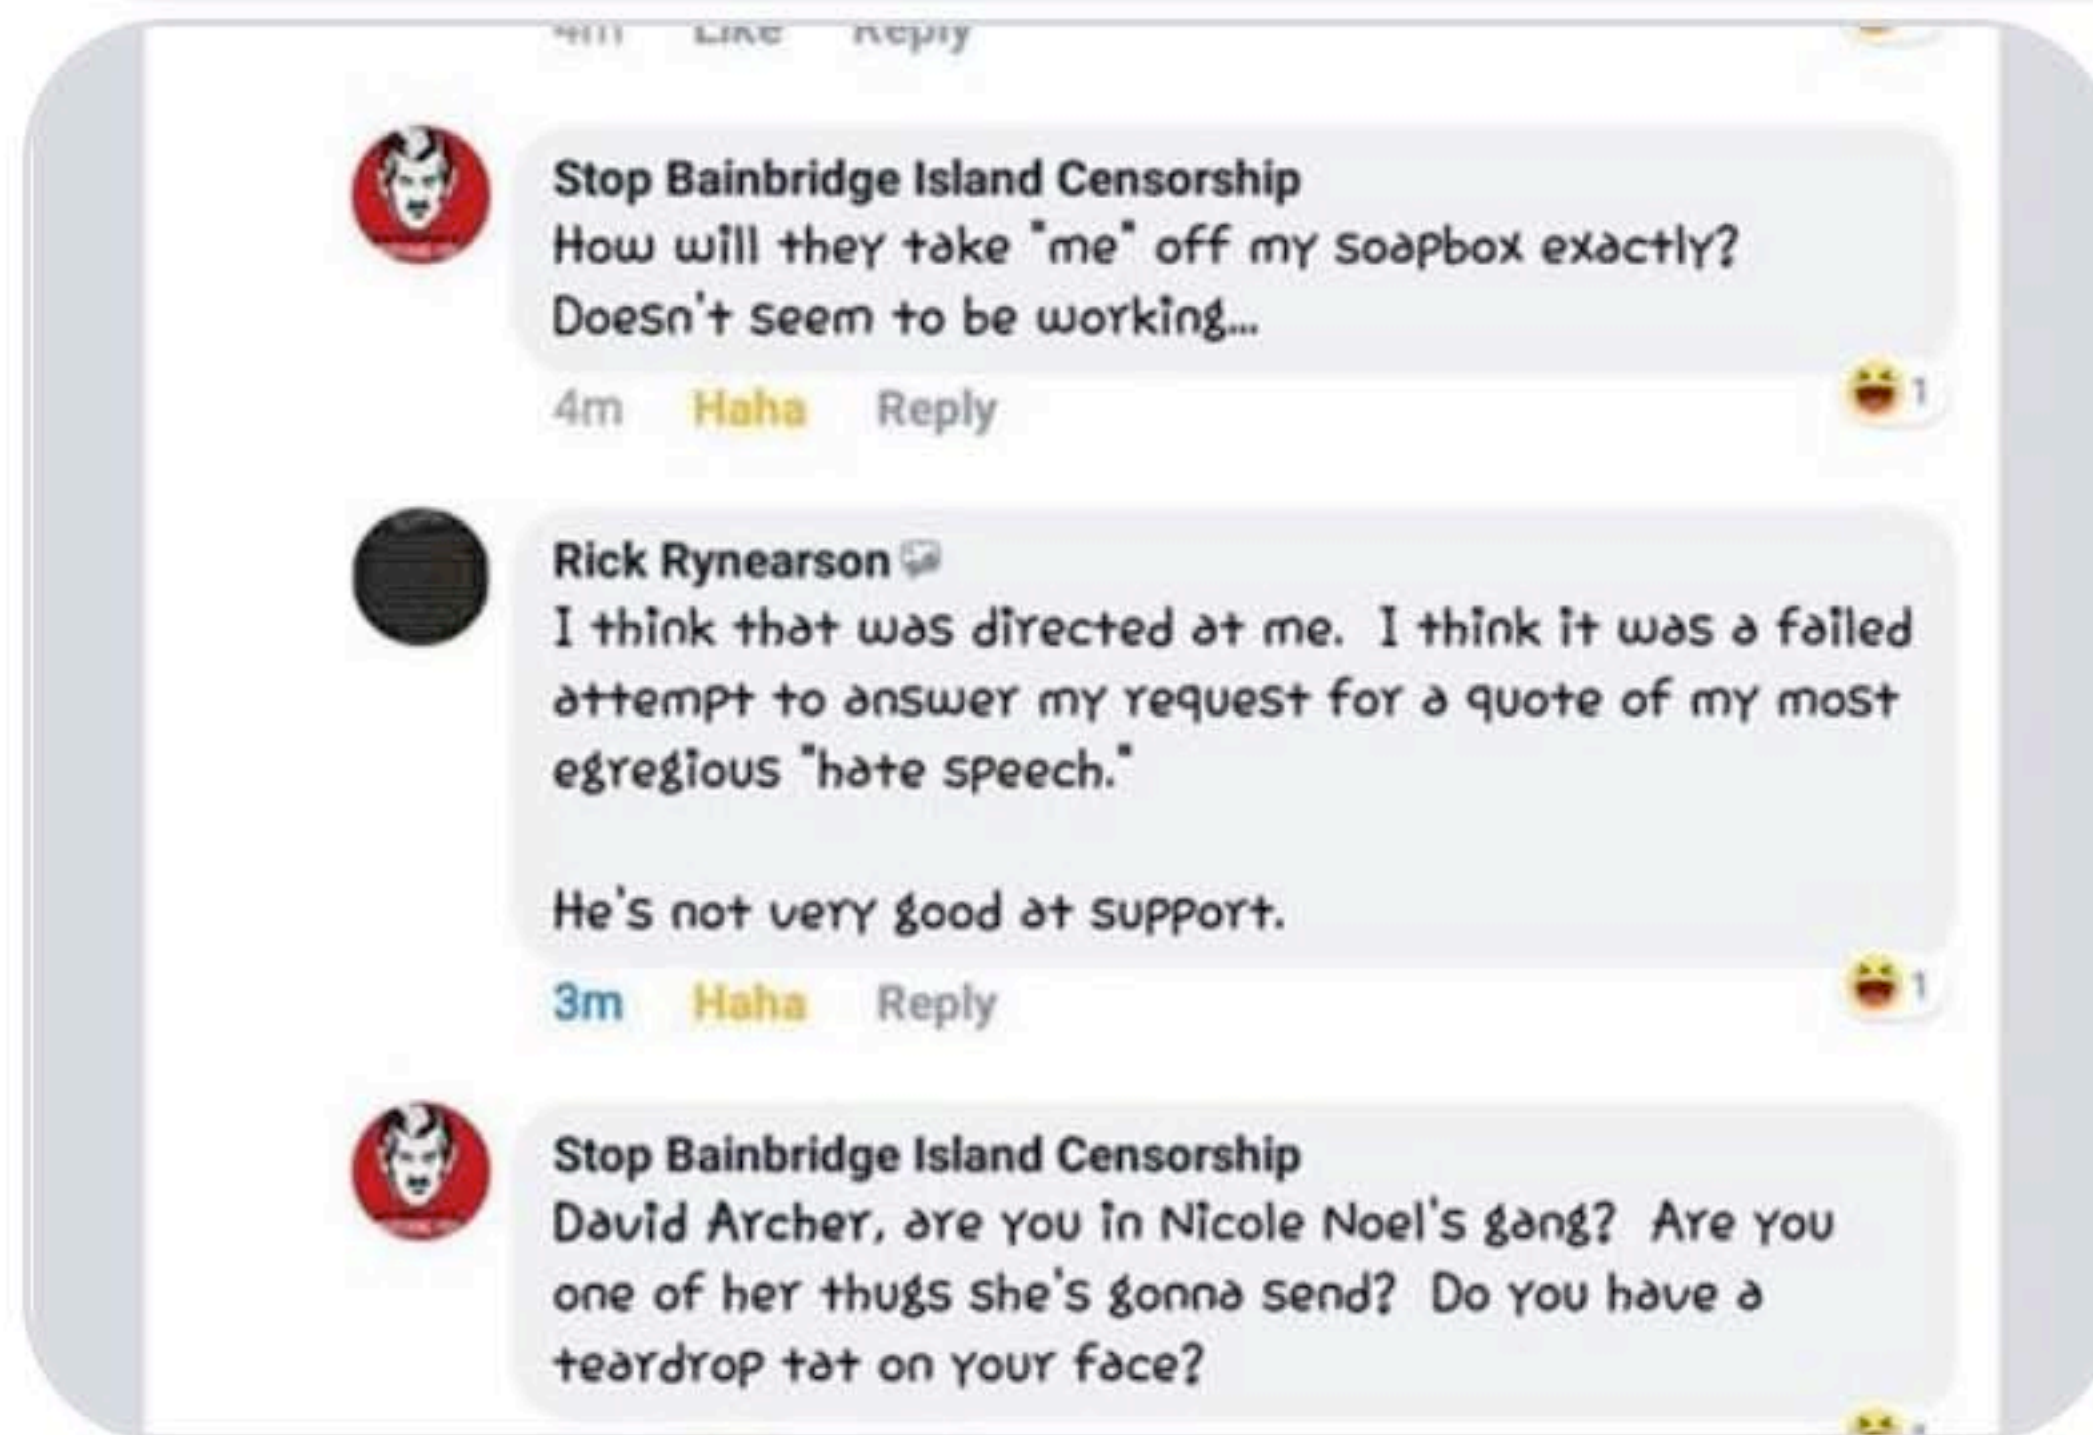 4m Like Reply
Stop Bainbridge Island Censorship
How will they take "me" off my soapbox exactly?
Doesn't seem to be working...
4m Haha Reply
1
Rick Rynearson
I think that was directed at me. I think it was a failed
attempt to answer my request for a quote of my most
egregious "hate speech."
He's not very good at support.
3m Haha Reply
1
Stop Bainbridge Island Censorship
David Archer, are you in Nicole Noel's gang? Are you
one of her thugs she's gonna send? Do you have a
teardrop tat on your face?